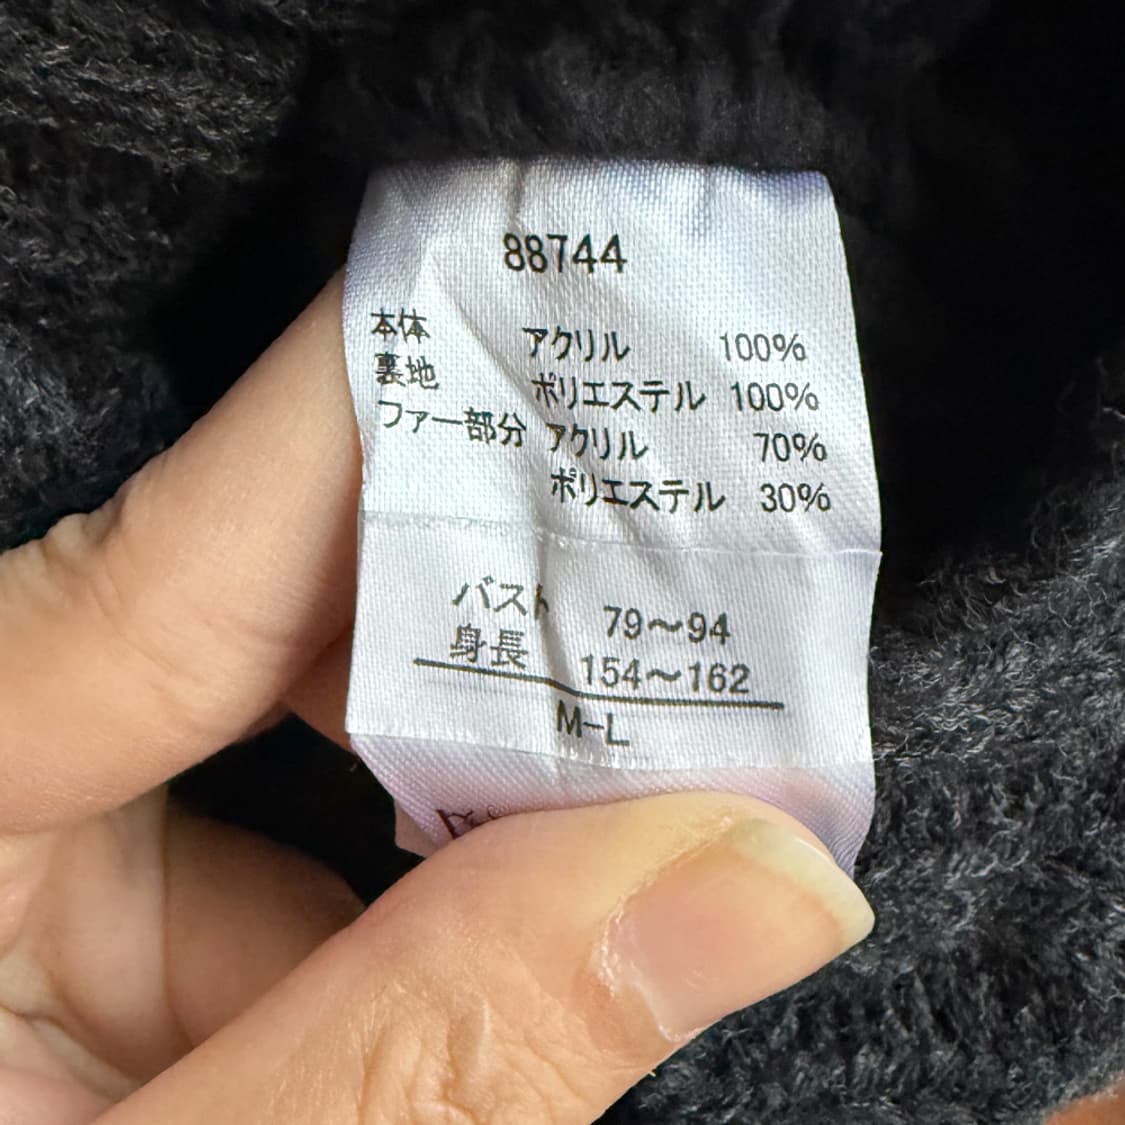 88744
本体 アクリル 100%
裏地 ポリエステル 100%
ファー部分 アクリル 70%
ポリエステル 30%
バスト 79〜94
身長 154〜162
M-L